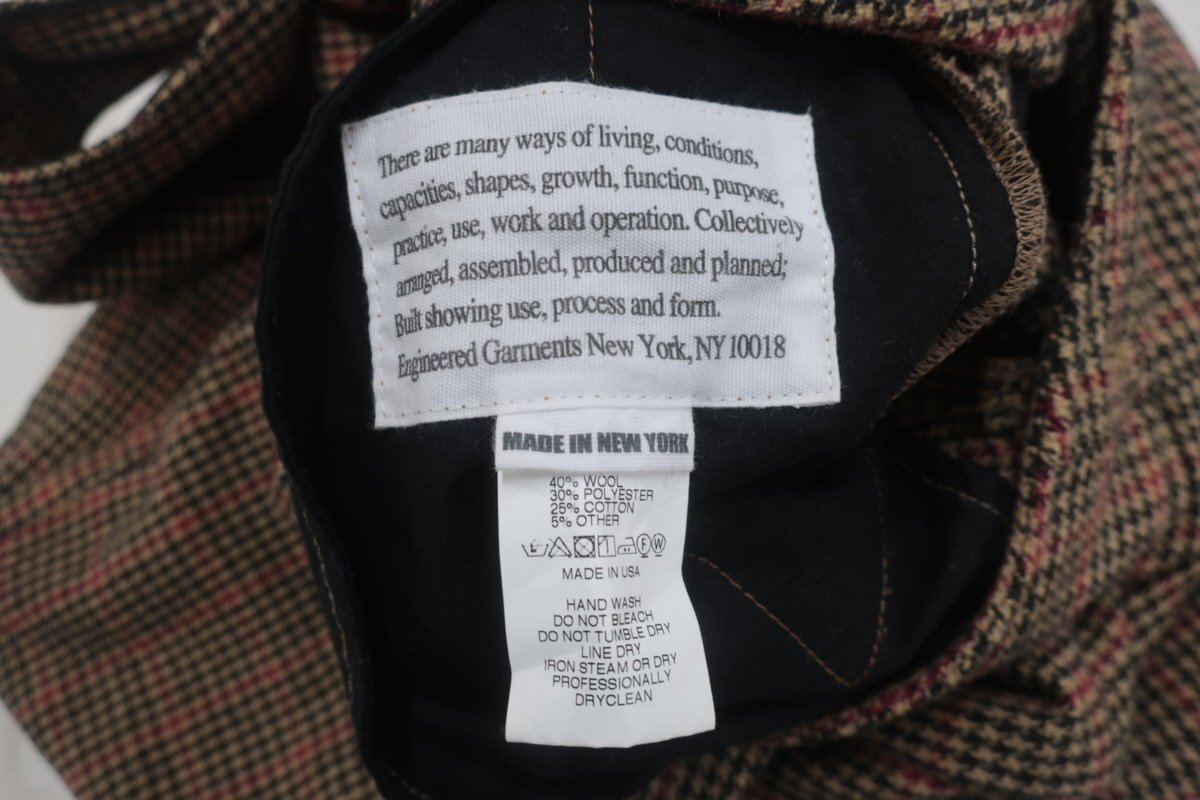 There are many ways of living, conditions,
capacities, shapes, growth, function, purpose,
practice, use, work and operation. Collectively
arranged, assembled, produced and planned;
Built showing use, process and form.
Engineered Garments New York, NY 10018
MADE IN NEW YORK
40% WOOL
30% POLYESTER
25% COTTON
5% OTHER
F W
MADE IN USA
HAND WASH
DO NOT BLEACH
DO NOT TUMBLE DRY
LINE DRY
IRON STEAM OR DRY
PROFESSIONALLY
DRYCLEAN